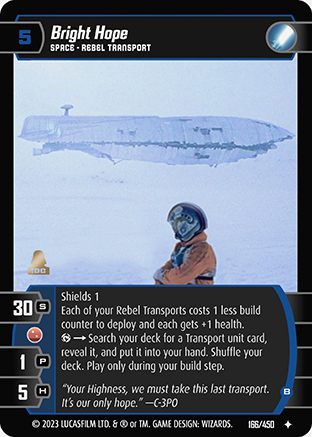 5
Bright Hope
SPACE - REBEL TRANSPORT
100
30 S
1 P
5 H
Shields 1
Each of your Rebel Transports costs 1 less build
counter to deploy and each gets +1 health.
→ Search your deck for a Transport unit card,
reveal it, and put it into your hand. Shuffle your
deck. Play only during your build step.
"Your Highness, we must take this last transport.
It's our only hope." —C-3PO
B
© 2023 LUCASFILM LTD. & ® or TM. GAME DESIGN: WIZARDS. 166/450